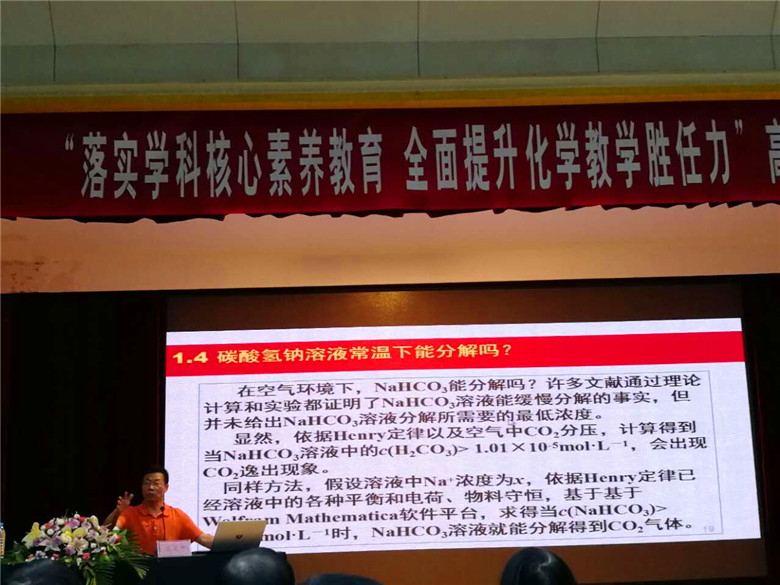 “落实学科核心素养教育 全面提升化学教学胜任力”高
1.4 碳酸氢钠溶液常温下能分解吗？
在空气环境下，NaHCO₃能分解吗？许多文献通过理论
计算和实验都证明了NaHCO₃溶液能缓慢分解的事实，但
并未给出NaHCO₃溶液分解所需要的最低浓度。
显然，依据Henry定律以及空气中CO₂分压，计算得到
当NaHCO₃溶液中的c(H₂CO₃)> 1.01×10⁻⁵mol·L⁻¹，会出现
CO₂逸出现象。
同样方法，假设溶液中Na⁺浓度为x，依据Henry定律已
经溶液中的各种平衡和电荷、物料守恒，基于基于
Wolfram Mathematica软件平台，求得当c(NaHCO₃)>
mol·L⁻¹时，NaHCO₃溶液就能分解得到CO₂气体。
19